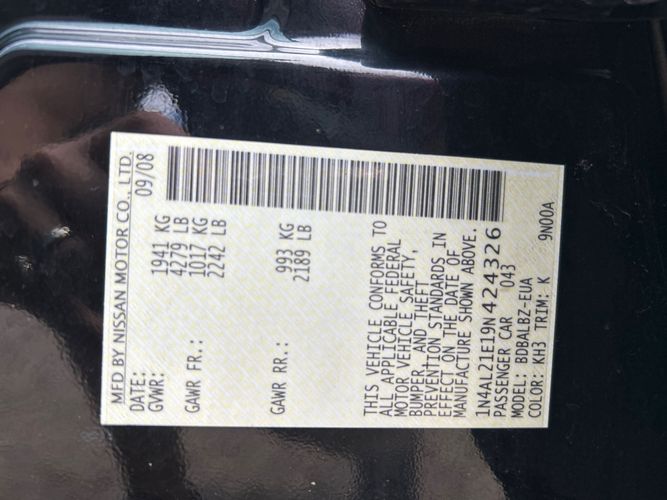 MFD BY NISSAN MOTOR CO., LTD.
DATE: 09/08
GVWR: 1941 KG
4279 LB
GAWR FR.: 1017 KG
2242 LB
GAWR RR.: 993 KG
2189 LB
THIS VEHICLE CONFORMS TO
ALL APPLICABLE FEDERAL
MOTOR VEHICLE SAFETY,
BUMPER, AND THEFT
PREVENTION STANDARDS IN
EFFECT ON THE DATE OF
MANUFACTURE SHOWN ABOVE.
1N4AL21E19N424326
PASSENGER CAR 043
MODEL: BDBALBZ-EUA
COLOR: KH3 TRIM: K 9N00A